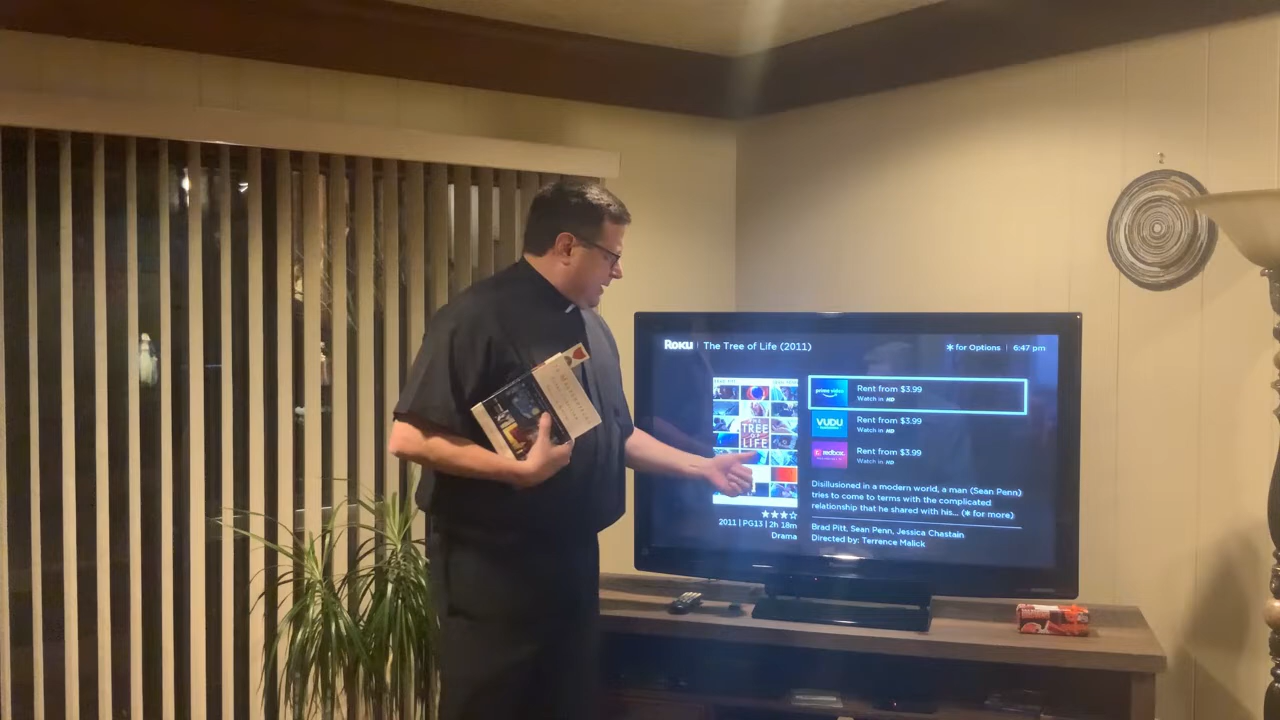 Roku | The Tree of Life (2011)
✱ for Options | 6:47 pm
THE
TREE
OF
LIFE
prime video
Rent from $3.99
Watch in HD
VUDU
Rent from $3.99
Watch in HD
redbox.
Rent from $3.99
Watch in HD
Disillusioned in a modern world, a man (Sean Penn)
tries to come to terms with the complicated
relationship that he shared with his... (✱ for more)
2011 | PG13 | 2h 18m
Drama
Brad Pitt, Sean Penn, Jessica Chastain
Directed by: Terrence Malick